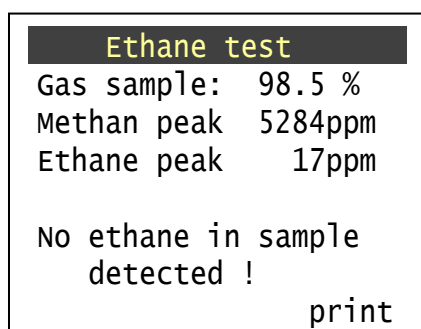 Ethane test
Gas sample: 98.5 %
Methan peak 5284ppm
Ethane peak 17ppm
No ethane in sample
detected !
print